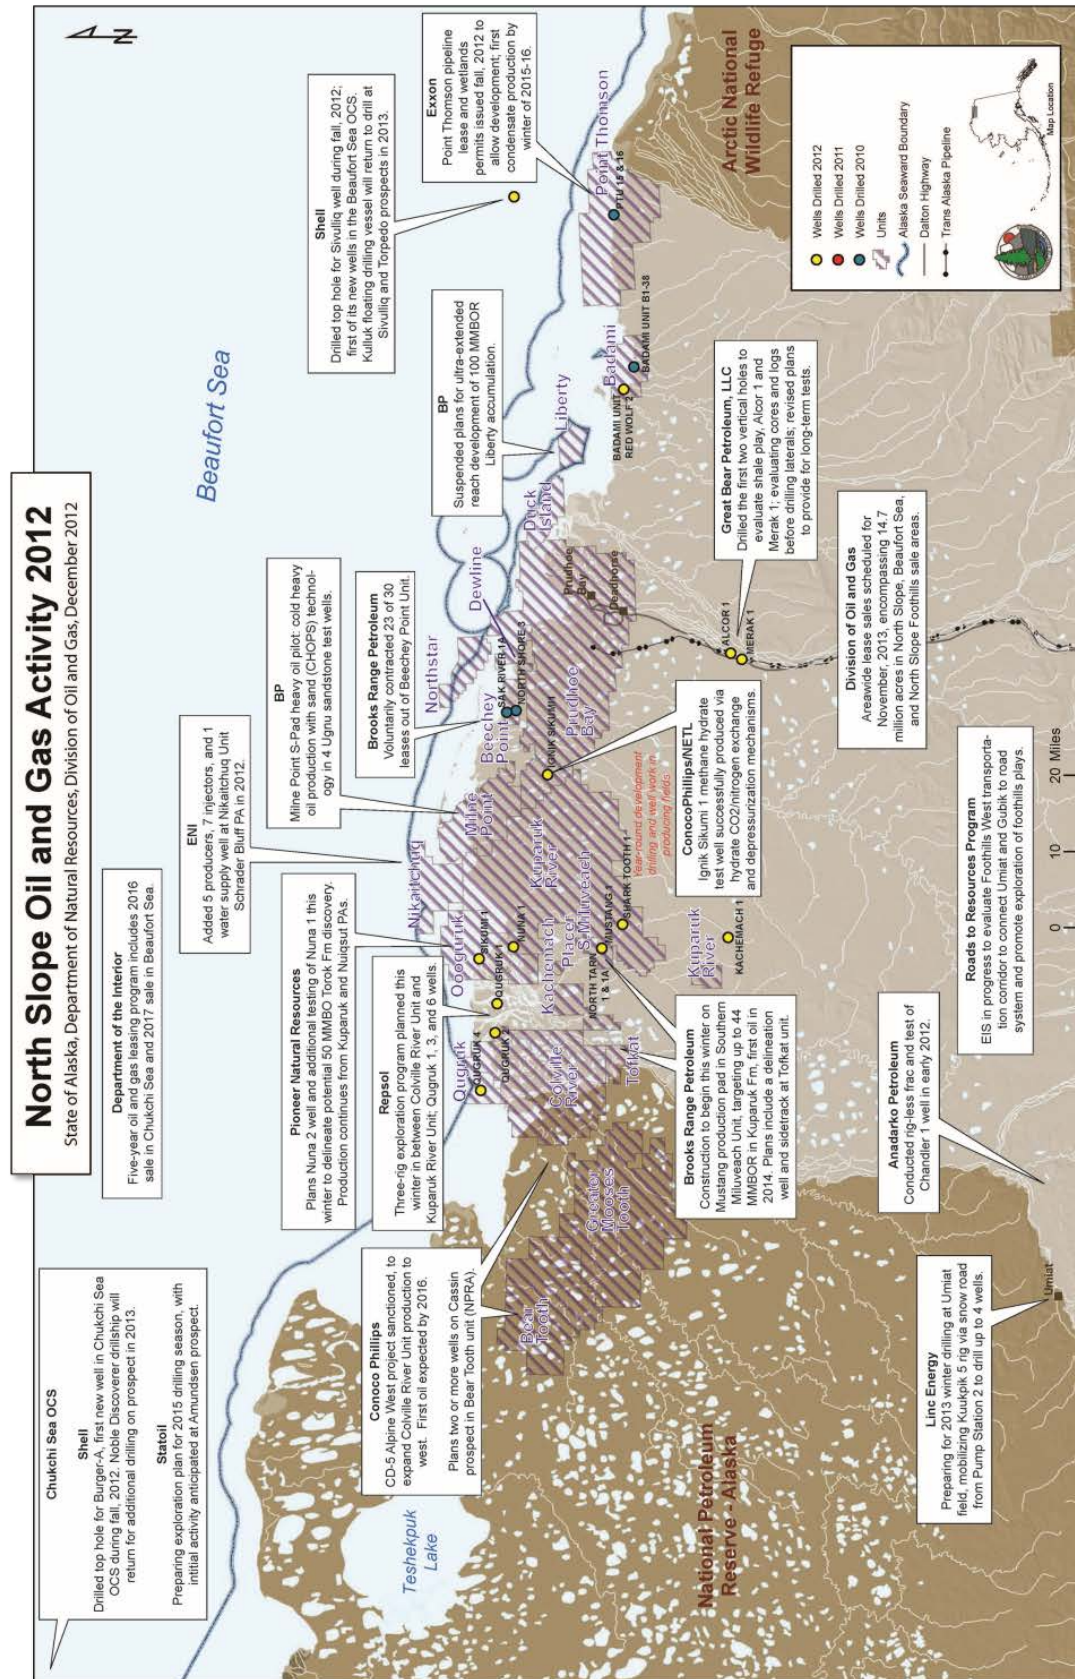 North Slope Oil and Gas Activity 2012
State of Alaska, Department of Natural Resources, Division of Oil and Gas, December 2012
N
Beaufort Sea
Chukchi Sea OCS
Shell
Drilled top hole for Burger-A, first new well in Chukchi Sea
OCS during fall, 2012. Noble Discoverer drillship will
return for additional drilling on prospect in 2013.
Statoil
Preparing exploration plan for 2015 drilling season, with
intitial activity anticipated at Amundsen prospect.
Department of the Interior
Five-year oil and gas leasing program includes 2016
sale in Chukchi Sea and 2017 sale in Beaufort Sea.
ENI
Added 5 producers, 7 injectors, and 1
water supply well at Nikaitchuq Unit
Schrader Bluff PA in 2012.
Pioneer Natural Resources
Plans Nuna 2 well and additional testing of Nuna 1 this
winter to delineate potential 50 MMBO Torok Fm discovery.
Production continues from Kuparuk and Nuiqsut PAs.
BP
Milne Point S-Pad heavy oil pilot: cold heavy
oil production with sand (CHOPS) technol-
ogy in 4 Ugnu sandstone test wells.
Brooks Range Petroleum
Voluntarily contracted 23 of 30
leases out of Beechey Point Unit.
BP
Suspended plans for ultra-extended
reach development of 100 MMBOR
Liberty accumulation.
Shell
Drilled top hole for Sivulliq well during fall, 2012;
first of its new wells in the Beaufort Sea OCS.
Kulluk floating drilling vessel will return to drill at
Sivulliq and Torpedo prospects in 2013.
Exxon
Point Thomson pipeline
lease and wetlands
permits issued fall, 2012 to
allow development; first
condensate production by
winter of 2015-16.
Repsol
Three-rig exploration program planned this
winter in between Colville River Unit and
Kuparuk River Unit; Qugruk 1, 3, and 6 wells.
Conoco Phillips
CD-5 Alpine West project sanctioned, to
expand Colville River Unit production to
west. First oil expected by 2016.
Plans two or more wells on Cassin
prospect in Bear Tooth unit (NPRA).
Teshekpuk
Lake
Bear
Tooth
Greater
Mooses
Tooth
Qugruk
QUGRUK 4
QUGRUK 2
QUGRUK 1
Colville
River
Tofkat
Oooguruk
SIKUMI 1
NUNA 1
Kachemach
Placer
S. Miluveach
NORTH TARN
1 & 1A
MUSTANG 1
SHARK TOOTH 1
Nikaitchuq
Milne
Point
Kuparuk
River
Kuparuk
River
KACHEMACH 1
Northstar
Beechey
Point
SAK RIVER 1A
NORTH SHORE 3
Dewline
IGNIK SIKUMI 1
Prudhoe
Bay
Prudhoe
Bay
Deadhorse
Duck
Island
Liberty
Badami
BADAMI UNIT
RED WOLF 2
BADAMI UNIT B1-38
Point Thomson
PTU 15 & 16
Year-round development
drilling and well work in
producing fields
ALCOR 1
MERAK 1
Arctic National
Wildlife Refuge
National Petroleum
Reserve - Alaska
Brooks Range Petroleum
Construction to begin this winter on
Mustang production pad in Southern
Miluveach Unit, targeting up to 44
MMBOR in Kuparuk Fm, first oil in
2014. Plans include a delineation
well and sidetrack at Tofkat unit.
ConocoPhillips/NETL
Ignik Sikumi 1 methane hydrate
test well successfully produced via
hydrate CO2/nitrogen exchange
and depressurization mechanisms.
Great Bear Petroleum, LLC
Drilled the first two vertical holes to
evaluate shale play, Alcor 1 and
Merak 1; evaluating cores and logs
before drilling laterals; revised plans
to provide for long-term tests.
Linc Energy
Preparing for 2013 winter drilling at Umiat
field, mobilizing Kuukpik 5 rig via snow road
from Pump Station 2 to drill up to 4 wells.
Umiat
Anadarko Petroleum
Conducted rig-less frac and test of
Chandler 1 well in early 2012.
Roads to Resources Program
EIS in progress to evaluate Foothills West transporta-
tion corridor to connect Umiat and Gubik to road
system and promote exploration of foothills plays.
Division of Oil and Gas
Areawide lease sales scheduled for
November, 2013, encompassing 14.7
million acres in North Slope, Beaufort Sea,
and North Slope Foothills sale areas.
0 10 20 Miles
Wells Drilled 2012
Wells Drilled 2011
Wells Drilled 2010
Units
Alaska Seaward Boundary
Dalton Highway
Trans Alaska Pipeline
Map Location